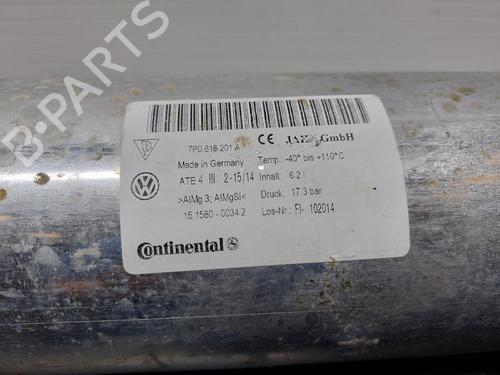 7P0.616.201.A CE GmbH
Made in Germany Temp.: -40° bis +110°C
ATE 4 III 2-15/14 Inhalt: 6.2 l
>AlMg 3; AlMgSi< Druck: 17.3 bar
15.1580 - 0034.2 Los-Nr.: FI- 102014
Continental
B-PARTS